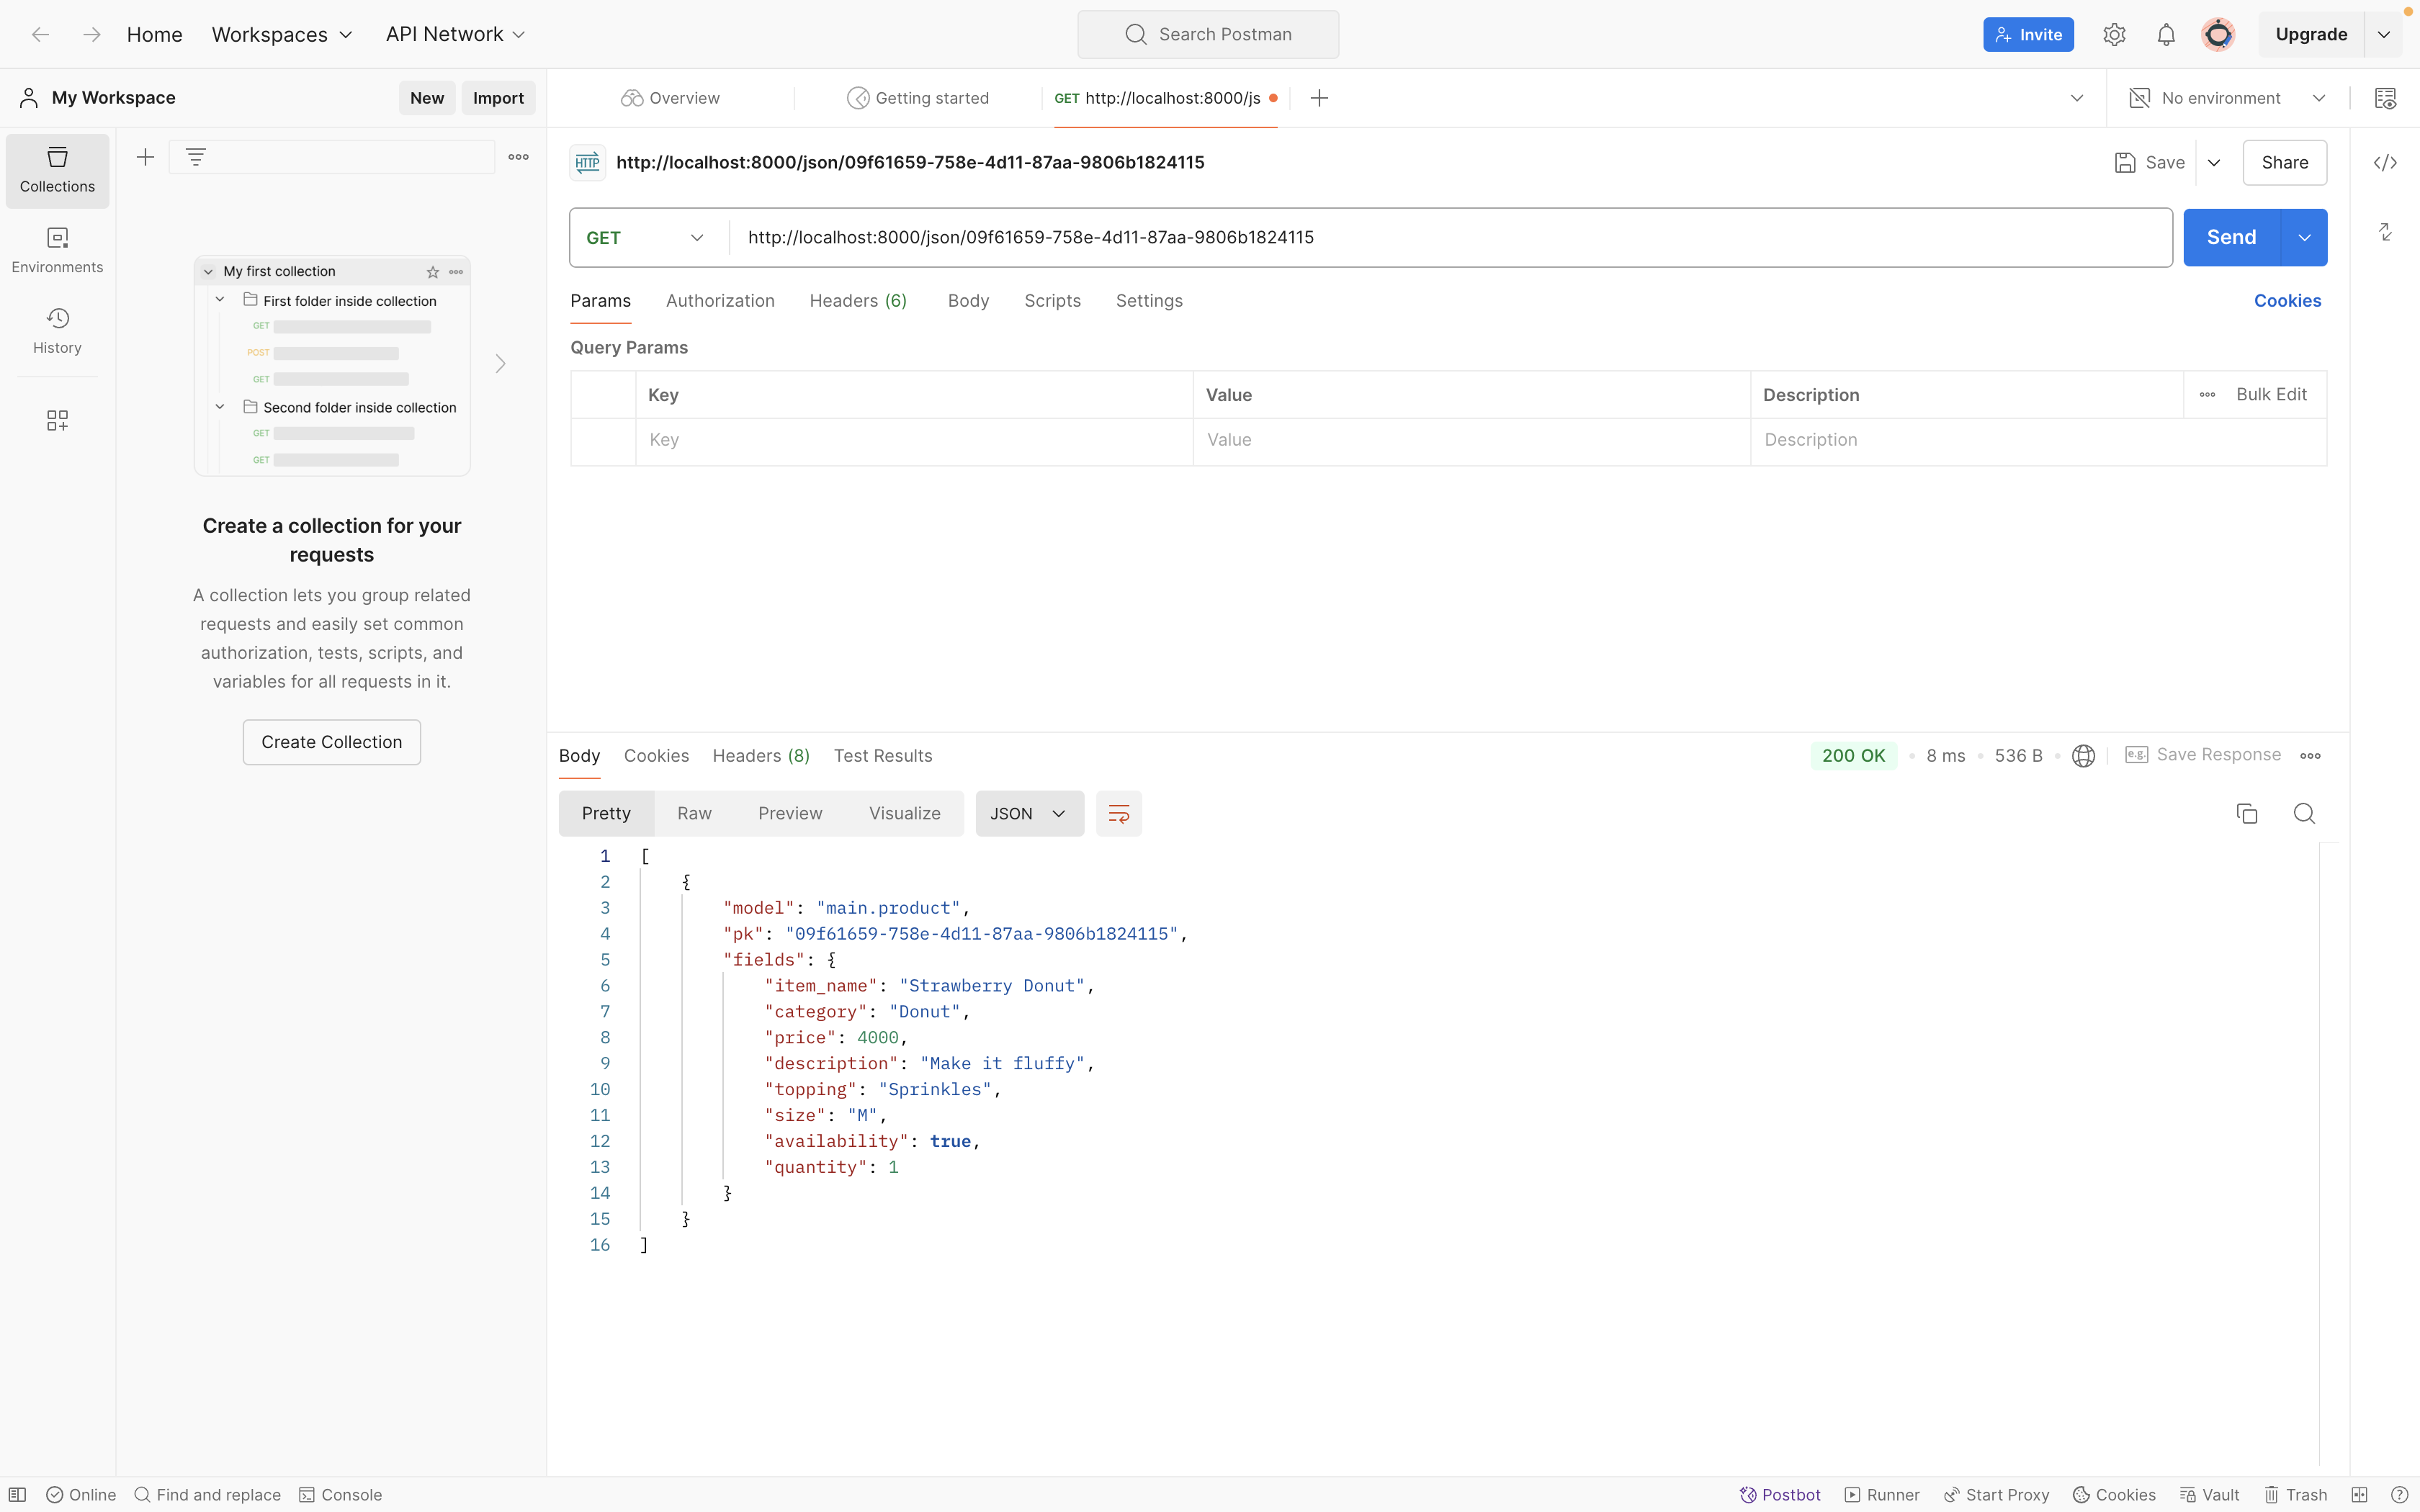 Home Workspaces API Network Search Postman Invite Upgrade
My Workspace New Import Overview Getting started GET http://localhost:8000/js No environment
Collections
Environments
History
My first collection
First folder inside collection
GET
POST
GET
Second folder inside collection
GET
GET
Create a collection for your
requests
A collection lets you group related
requests and easily set common
authorization, tests, scripts, and
variables for all requests in it.
Create Collection
HTTP http://localhost:8000/json/09f61659-758e-4d11-87aa-9806b1824115 Save Share
GET http://localhost:8000/json/09f61659-758e-4d11-87aa-9806b1824115 Send
Params Authorization Headers (6) Body Scripts Settings Cookies
Query Params
Key Value Description Bulk Edit
Key Value Description
Body Cookies Headers (8) Test Results 200 OK 8 ms 536 B e.g. Save Response
Pretty Raw Preview Visualize JSON
1 [
2 {
3 "model": "main.product",
4 "pk": "09f61659-758e-4d11-87aa-9806b1824115",
5 "fields": {
6 "item_name": "Strawberry Donut",
7 "category": "Donut",
8 "price": 4000,
9 "description": "Make it fluffy",
10 "topping": "Sprinkles",
11 "size": "M",
12 "availability": true,
13 "quantity": 1
14 }
15 }
16 ]
Online Find and replace Console Postbot Runner Start Proxy Cookies Vault Trash